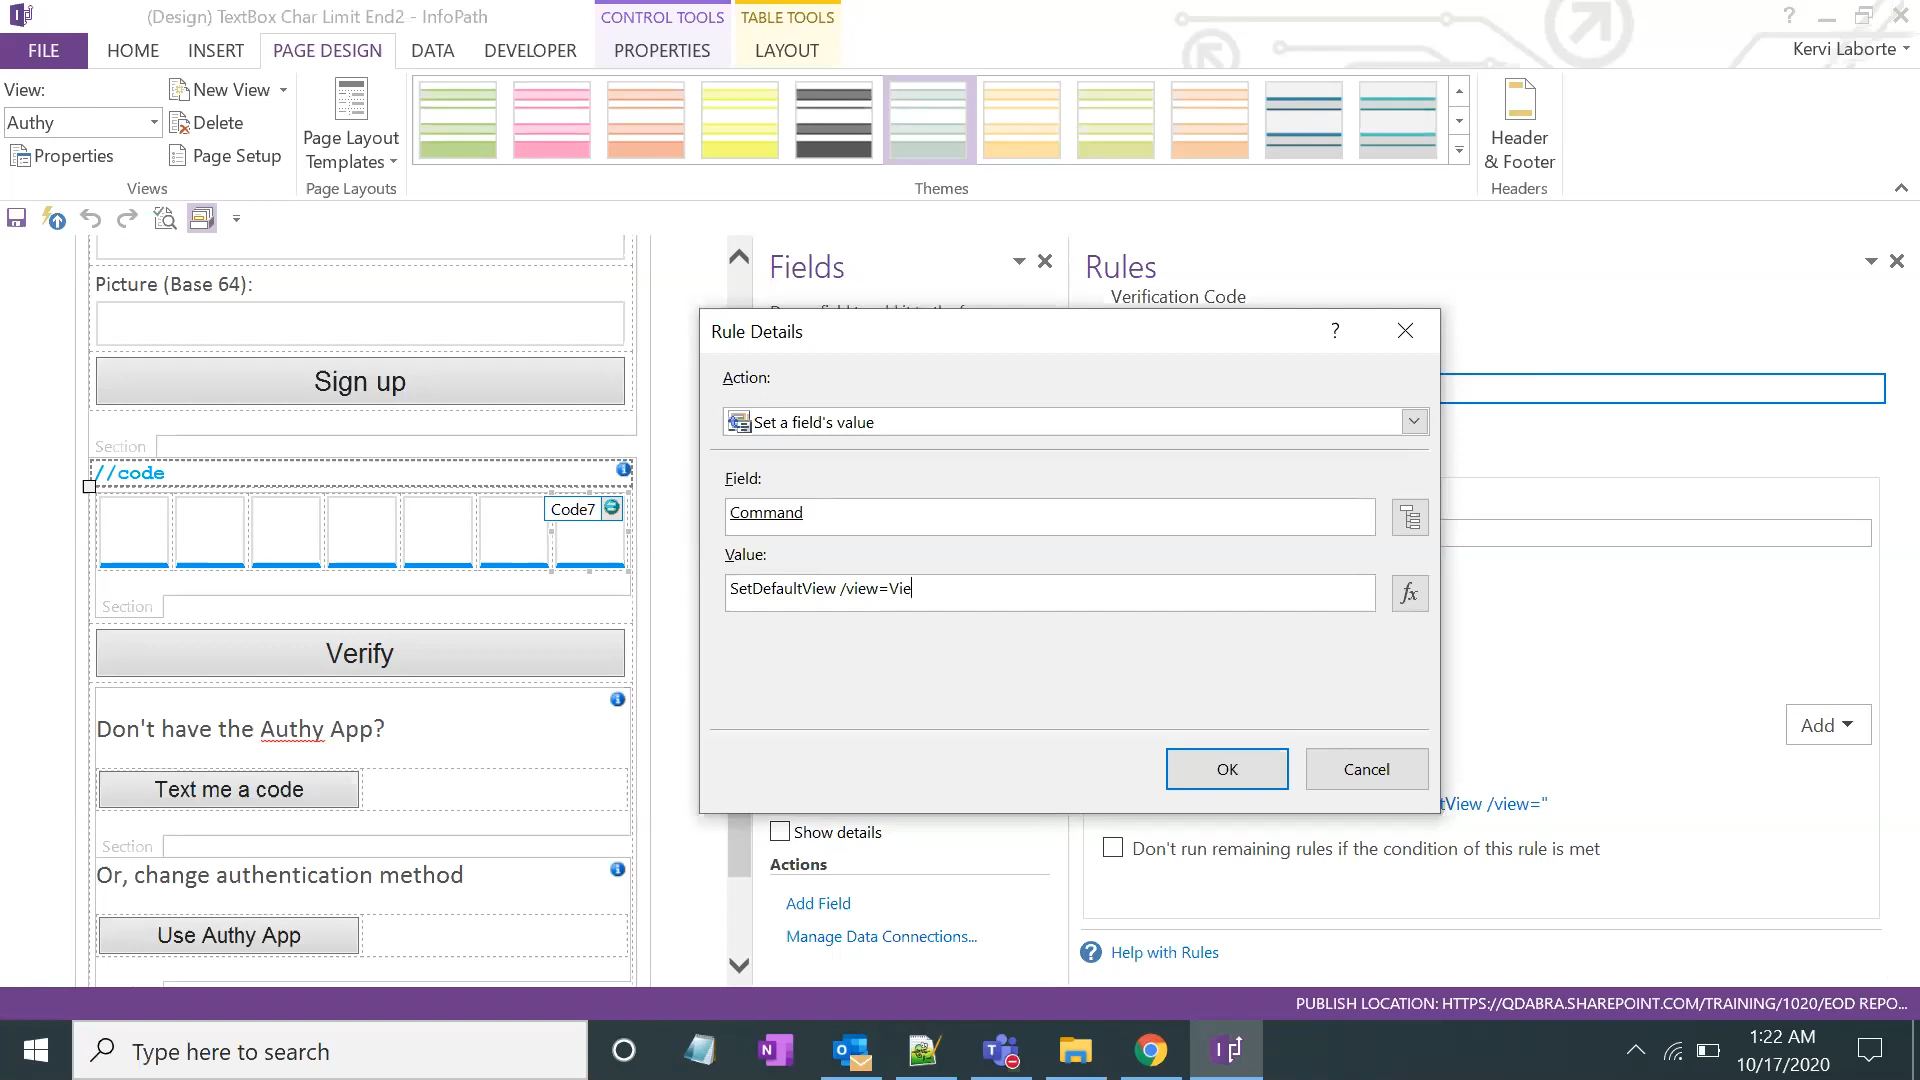 (Design) TextBox Char Limit End2 - InfoPath
CONTROL TOOLS
TABLE TOOLS
?
FILE
HOME
INSERT
PAGE DESIGN
DATA
DEVELOPER
PROPERTIES
LAYOUT
Kervi Laborte
View:
New View
Authy
Delete
Properties
Page Setup
Views
Page Layout
Templates
Page Layouts
Themes
Header
& Footer
Headers
Picture (Base 64):
Sign up
Section
//code
Code7
Section
Verify
Don't have the Authy App?
Text me a code
Section
Or, change authentication method
Use Authy App
Fields
Rules
Verification Code
Rule Details
?
Action:
Set a field's value
Field:
Command
Value:
SetDefaultView /view=Vie
fx
OK
Cancel
Add
tView /view="
Show details
Actions
Add Field
Manage Data Connections...
Don't run remaining rules if the condition of this rule is met
? Help with Rules
PUBLISH LOCATION: HTTPS://QDABRA.SHAREPOINT.COM/TRAINING/1020/EOD REPO...
Type here to search
1:22 AM
10/17/2020